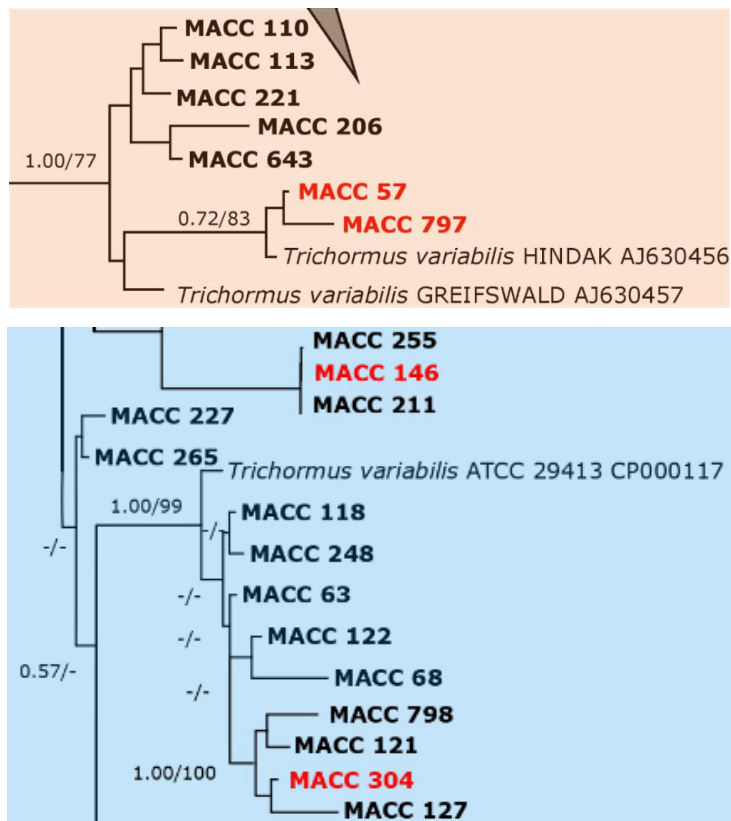 MACC 110
MACC 113
MACC 221
MACC 206
1.00/77
MACC 643
MACC 57
0.72/83
MACC 797
Trichormus variabilis HINDAK AJ630456
Trichormus variabilis GREIFSWALD AJ630457
MACC 255
MACC 146
MACC 211
MACC 227
MACC 265
Trichormus variabilis ATCC 29413 CP000117
1.00/99
MACC 118
-/-
-/-
MACC 248
-/-
MACC 63
-/-
MACC 122
0.57/-
MACC 68
-/-
MACC 798
MACC 121
1.00/100
MACC 304
MACC 127